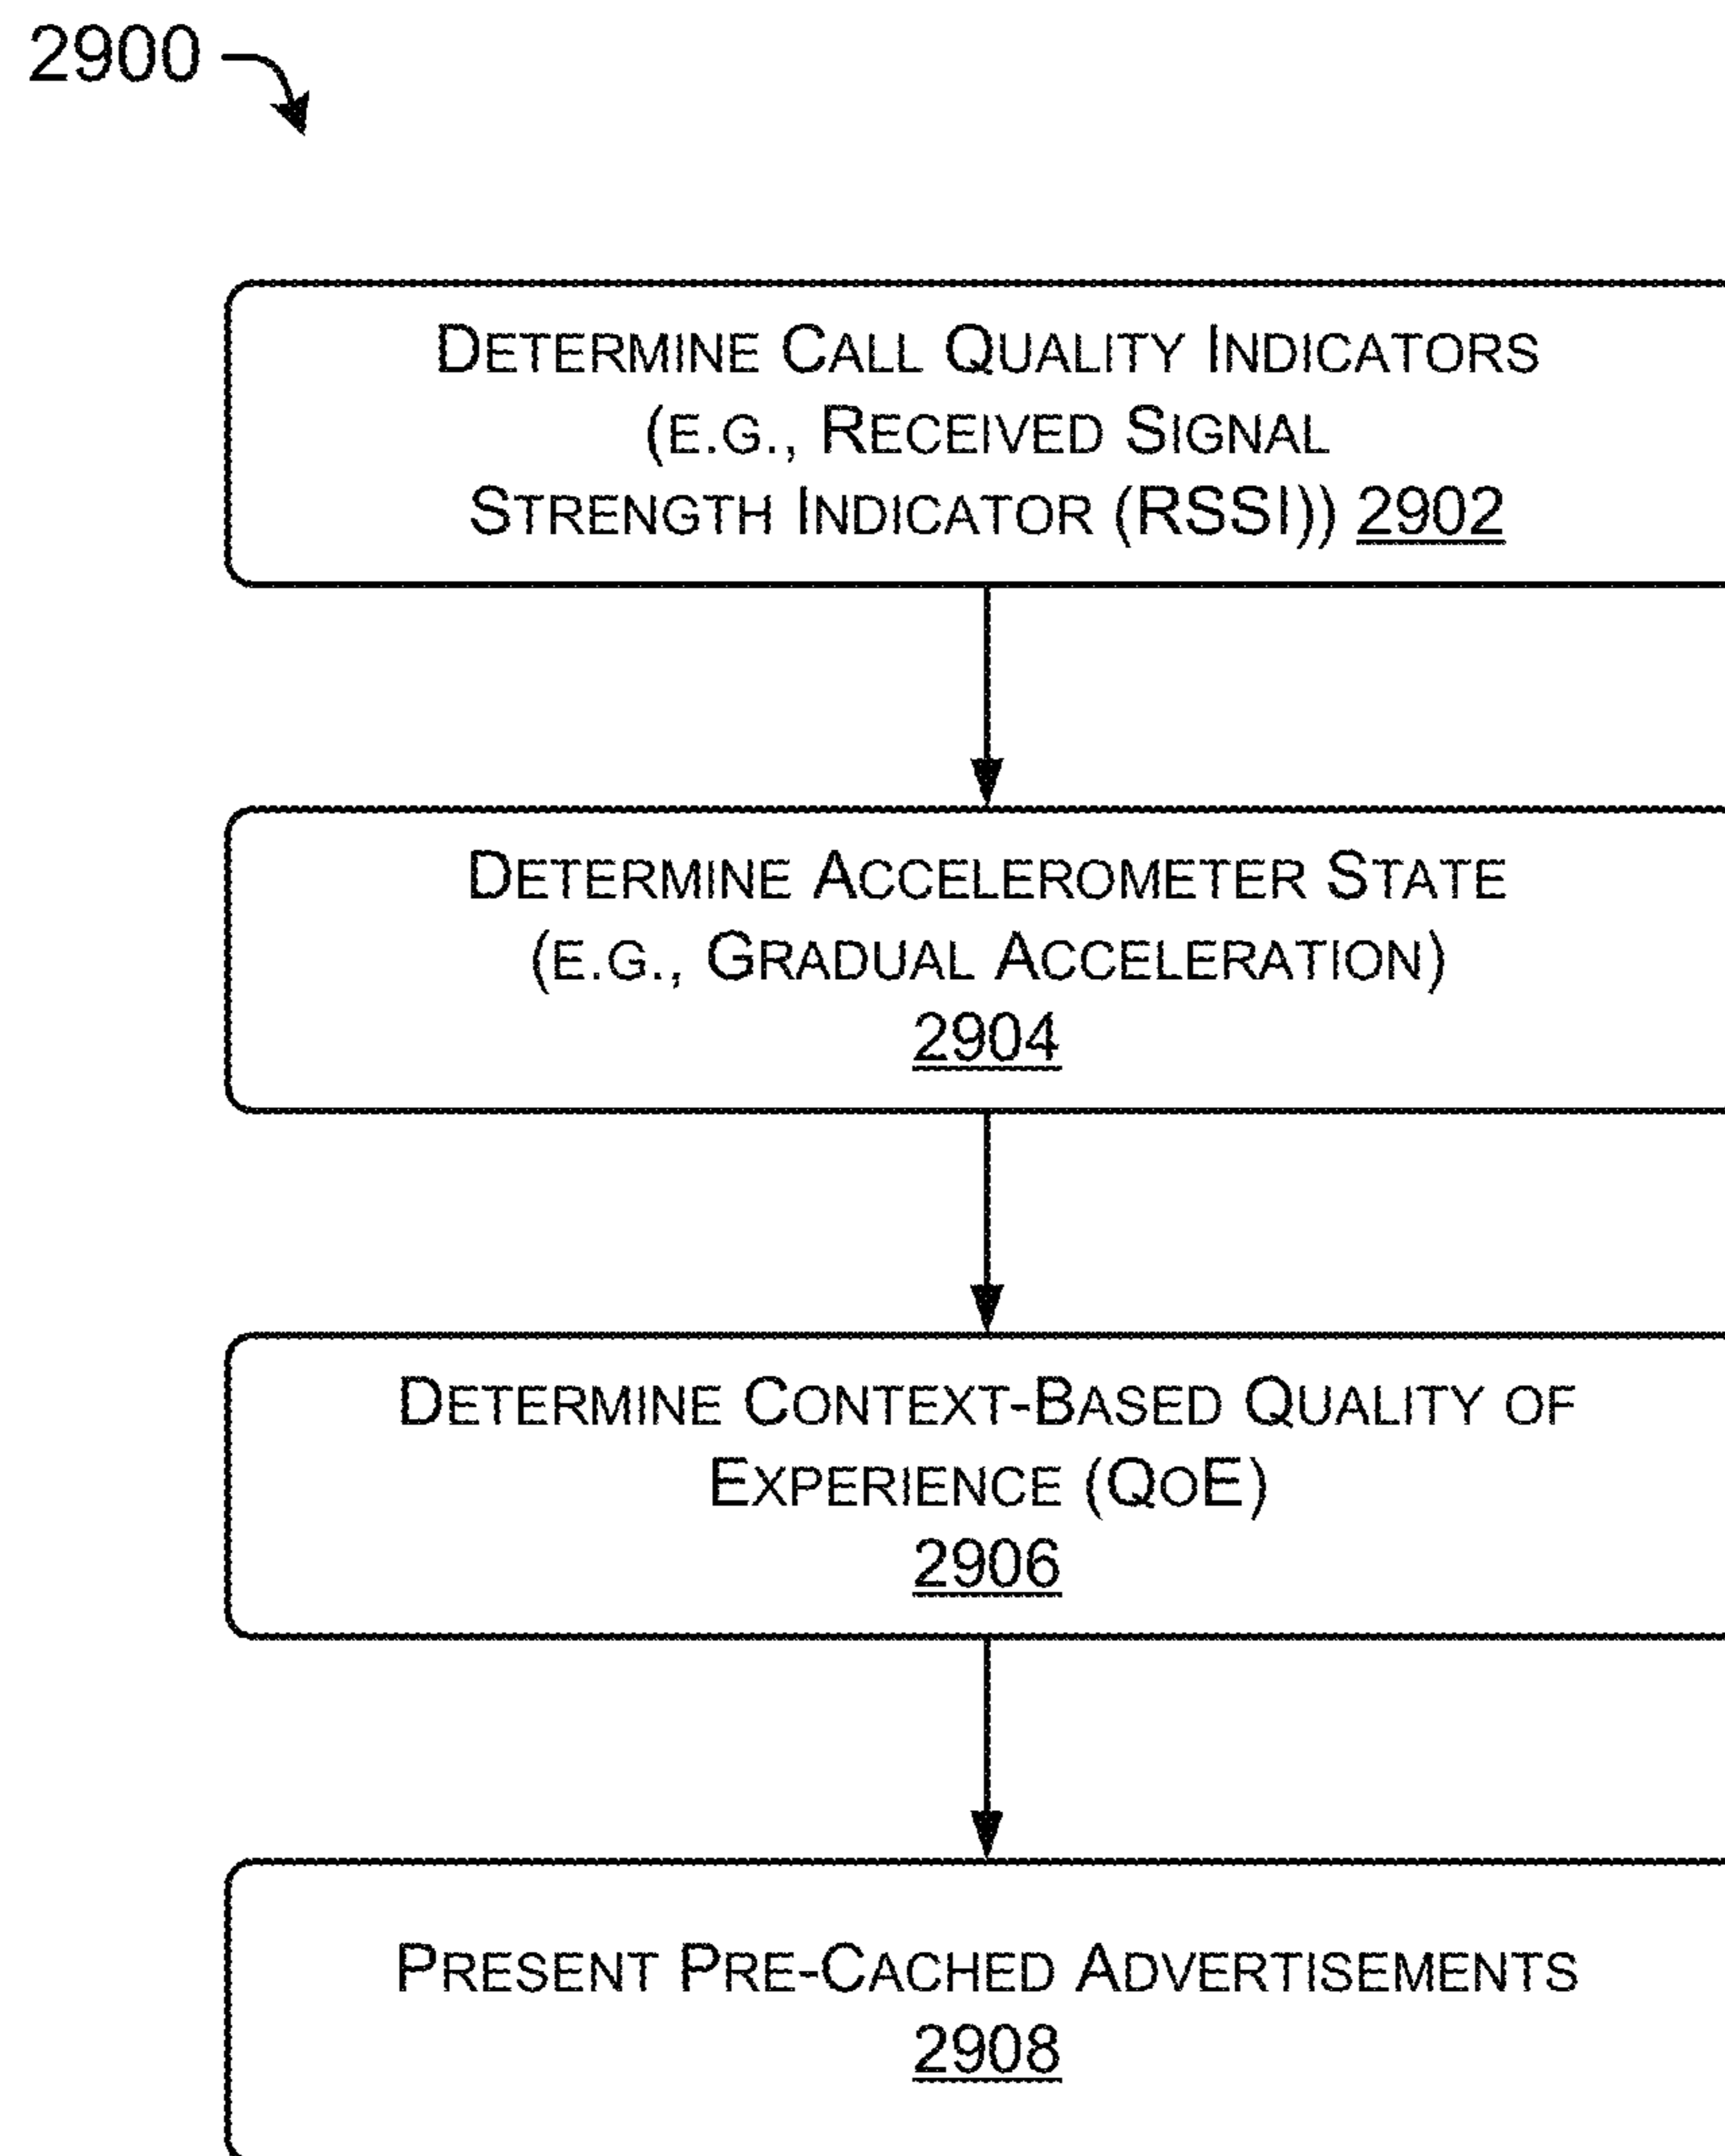 2900
DETERMINE CALL QUALITY INDICATORS
(E.G., RECEIVED SIGNAL
STRENGTH INDICATOR (RSSI)) 2902
DETERMINE ACCELEROMETER STATE
(E.G., GRADUAL ACCELERATION)
2904
DETERMINE CONTEXT-BASED QUALITY OF
EXPERIENCE (QOE)
2906
PRESENT PRE-CACHED ADVERTISEMENTS
2908